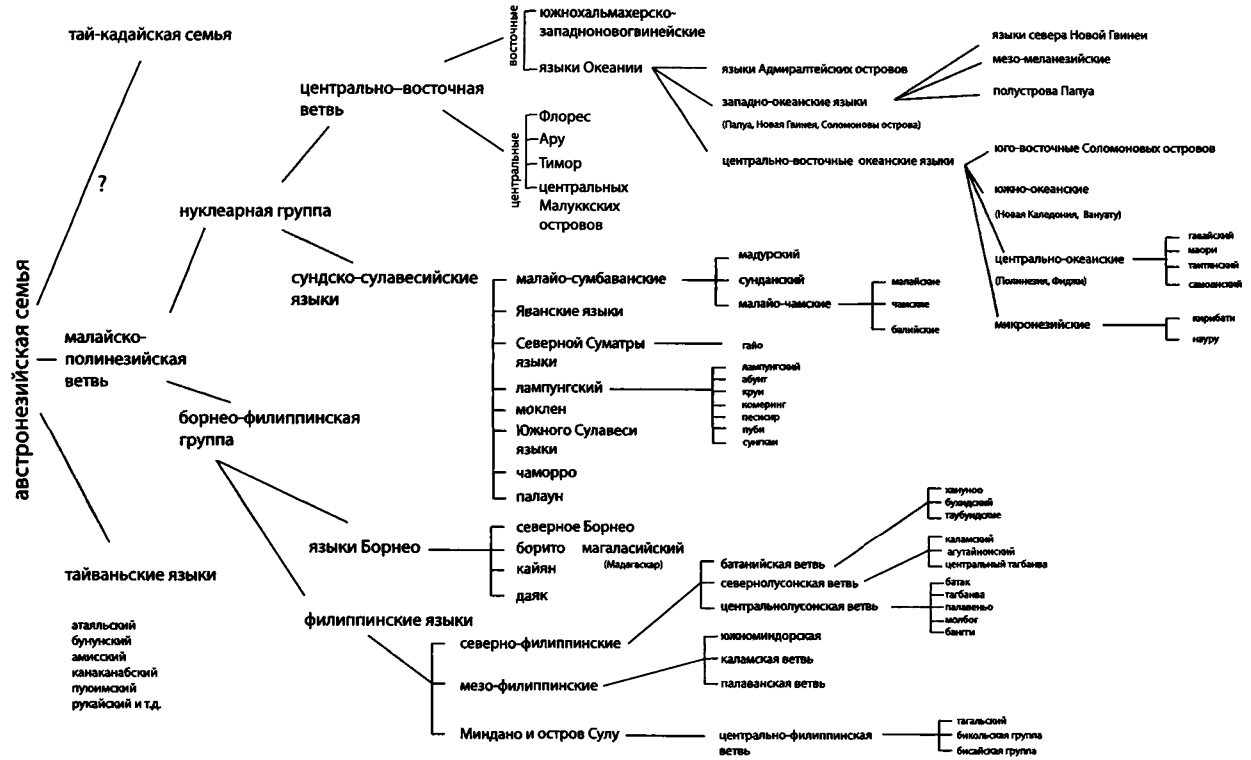 австронезийская семья
тай-кадайская семья
?
малайско-
полинезийская
ветвь
тайваньские языки
атаяльский
бунунский
амисский
канаканабский
пуюимский
рукайский и т.д.
нуклеарная группа
борнео-филиппинская
группа
центрально–восточная
ветвь
восточные
южнохальмахерско-
западноновогвинейские
языки Океании
центральные
Флорес
Ару
Тимор
центральных
Малуккских
островов
языки Адмиралтейских островов
западно-океанские языки
(Папуа, Новая Гвинея, Соломоновы острова)
центрально-восточные океанские языки
языки севера Новой Гвинеи
мезо-меланезийские
полустрова Папуа
юго-восточные Соломоновых островов
южно-океанские
(Новая Каледония, Вануату)
центрально-океанские
(Полинезия, Фиджи)
гавайский
маори
таитянский
самоанский
микронезийские
кирибати
науру
сундско-сулавесийские
языки
малайо-сумбаванские
мадурский
сунданский
малайо-чамские
малайские
чамские
балийские
Яванские языки
Северной Суматры
языки
гайо
лампунгский
лампунгский
абунг
круи
комеринг
песисир
пуби
сунгкаи
моклен
Южного Сулавеси
языки
чаморро
палаун
языки Борнео
северное Борнео
борито магаласийский
(Мадагаскар)
кайян
даяк
филиппинские языки
северно-филиппинские
батанийская ветвь
севернолусонская ветвь
центральнолусонская ветвь
хануноо
бухидский
таубуидские
каламский
агутайнонский
центральный тагбанва
батак
тагбанва
палавеньо
молбог
бангги
мезо-филиппинские
южноминдорская
каламская ветвь
палаванская ветвь
Миндано и остров Сулу
центрально-филиппинская
ветвь
тагальский
бикольская группа
бисайская группа